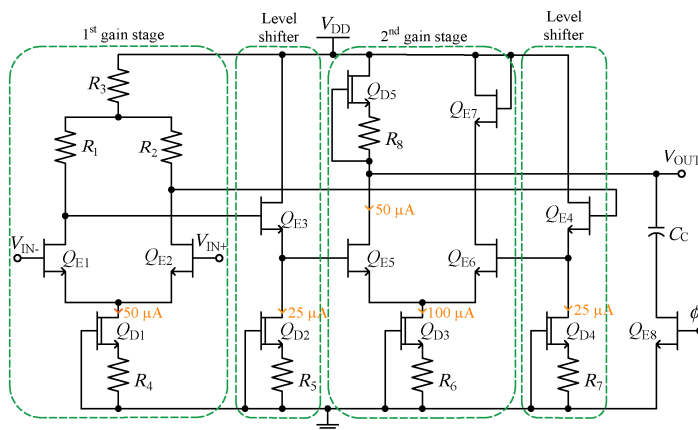 1st gain stage
Level
shifter
VDD
2nd gain stage
Level
shifter
R3
QD5
QE7
R1
R2
R8
VOUT
50 µA
QE3
QE4
CC
VIN-
QE1
QE2
VIN+
QE5
QE6
50 µA
25 µA
100 µA
25 µA
ϕ
QD1
QD2
QD3
QD4
QE8
R4
R5
R6
R7